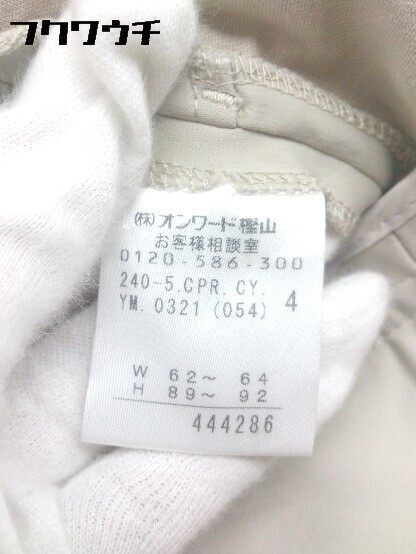 フクワウチ
(株)オンワード樫山
お客様相談室
0120-586-300
240-5.CPR.CY.
YM.0321(054) 4
W 62～ 64
H 89～ 92
444286